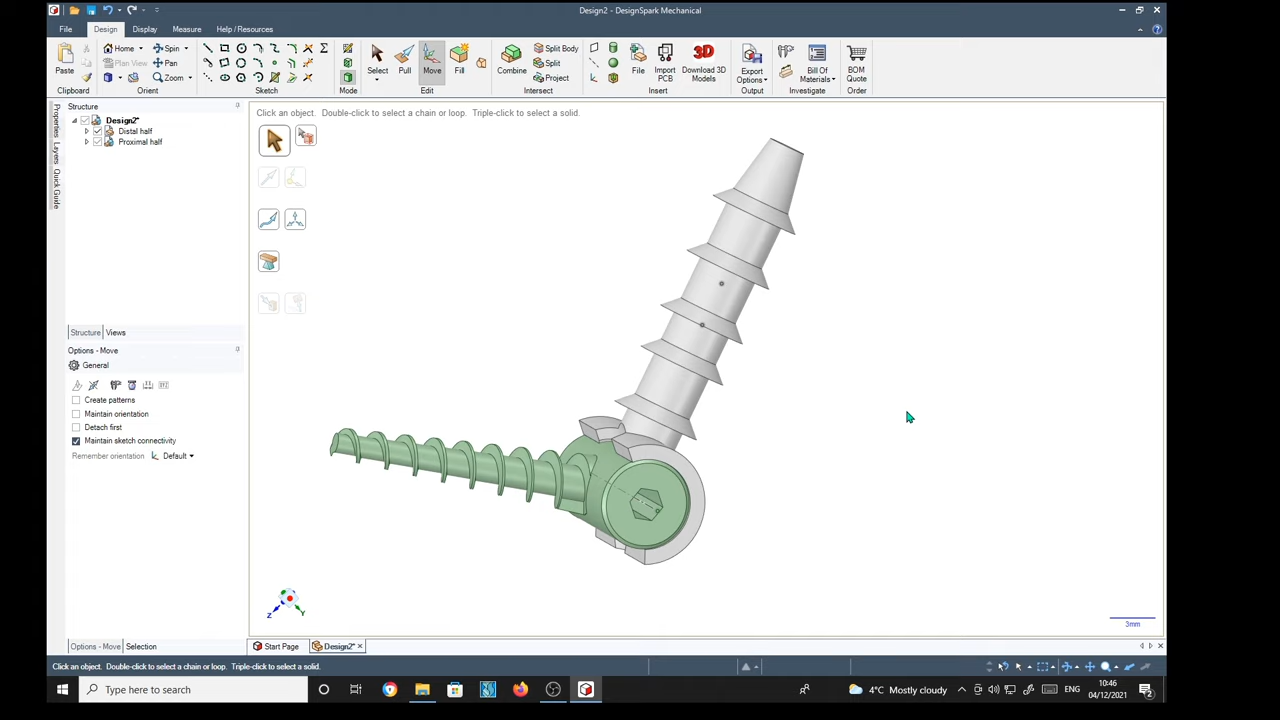 Design2 - DesignSpark Mechanical
File Design Display Measure Help / Resources
Paste
Home Spin
Plan View Pan
Zoom
Select Pull Move Fill
Combine
Split Body
Split
Project
File Import PCB Download 3D Models
Export Options
Bill Of Materials
BOM Quote
Clipboard Orient Sketch Mode Edit Intersect Insert Output Investigate Order
Structure
Click an object. Double-click to select a chain or loop. Triple-click to select a solid.
Design2*
Distal half
Proximal half
Properties Layers Quick Guide
Structure Views
Options - Move
General
Create patterns
Maintain orientation
Detach first
Maintain sketch connectivity
Remember orientation Default
Z Y
3mm
Options - Move Selection
Start Page Design2*
Click an object. Double-click to select a chain or loop. Triple-click to select a solid.
Type here to search
4°C Mostly cloudy
ENG
10:46
04/12/2021
2